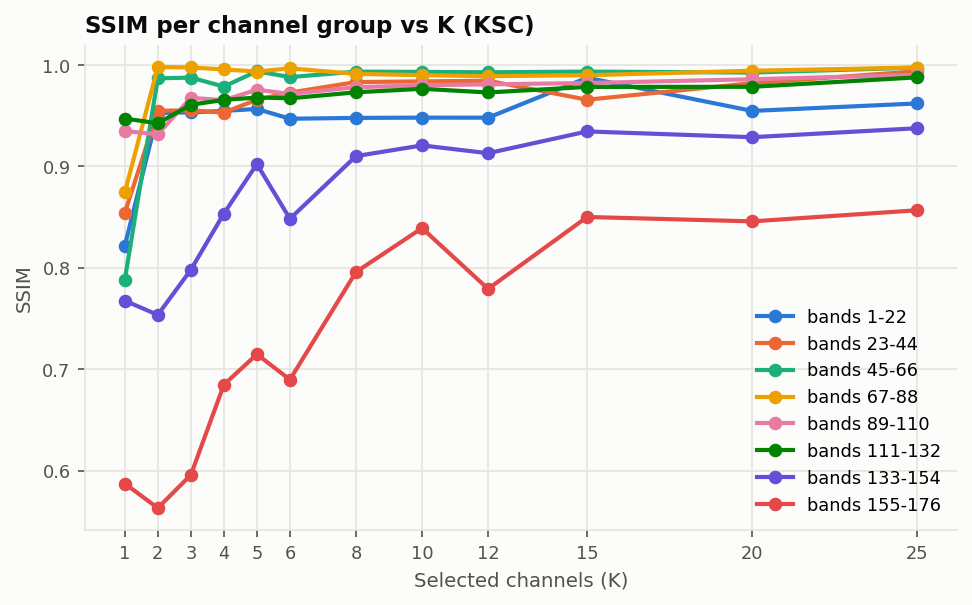 SSIM per channel group vs K (KSC)
1.0
0.9
0.8
0.7
0.6
SSIM
bands 1-22
bands 23-44
bands 45-66
bands 67-88
bands 89-110
bands 111-132
bands 133-154
bands 155-176
1 2 3 4 5 6 8 10 12 15 20 25
Selected channels (K)